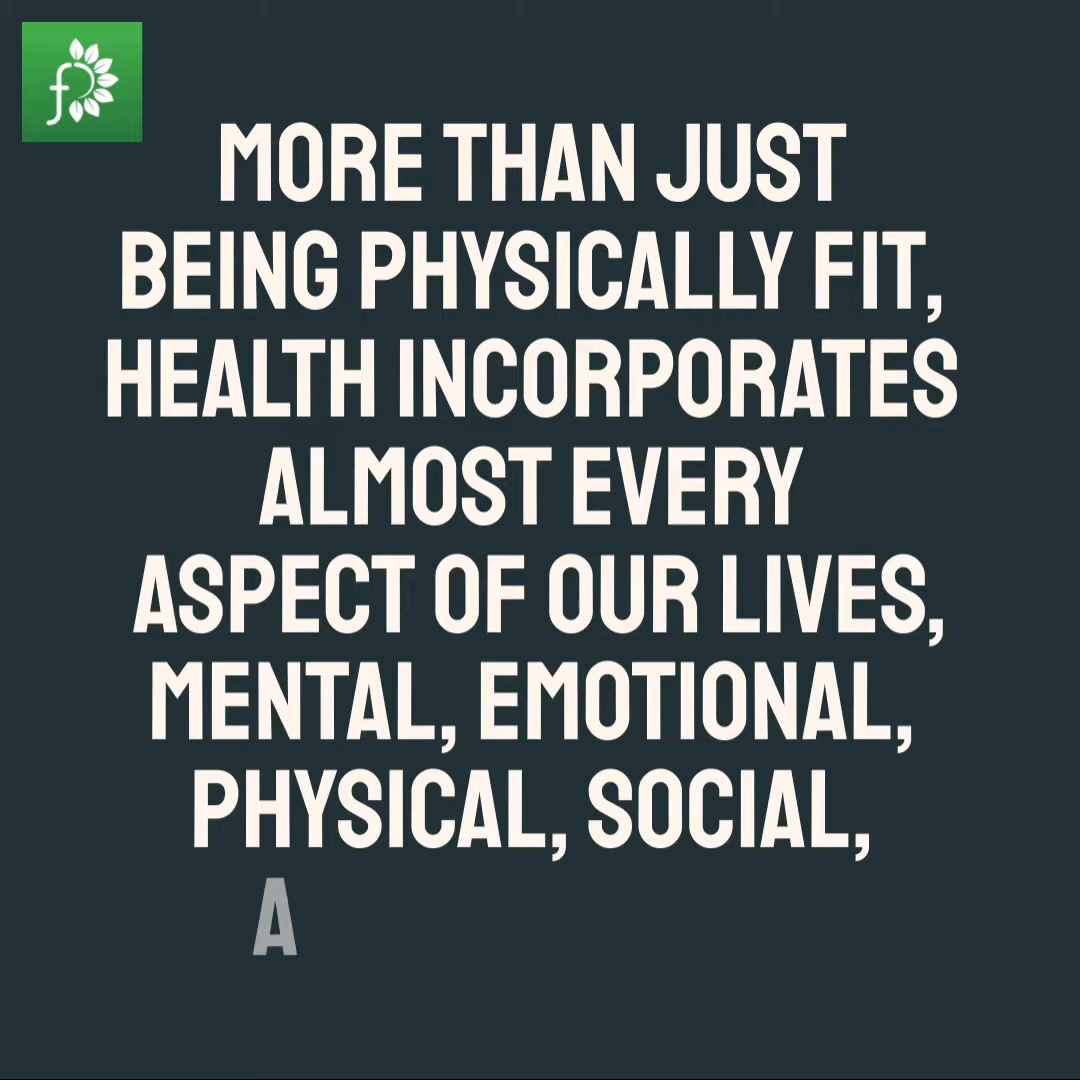 MORE THAN JUST
BEING PHYSICALLY FIT,
HEALTH INCORPORATES
ALMOST EVERY
ASPECT OF OUR LIVES,
MENTAL, EMOTIONAL,
PHYSICAL, SOCIAL,
A